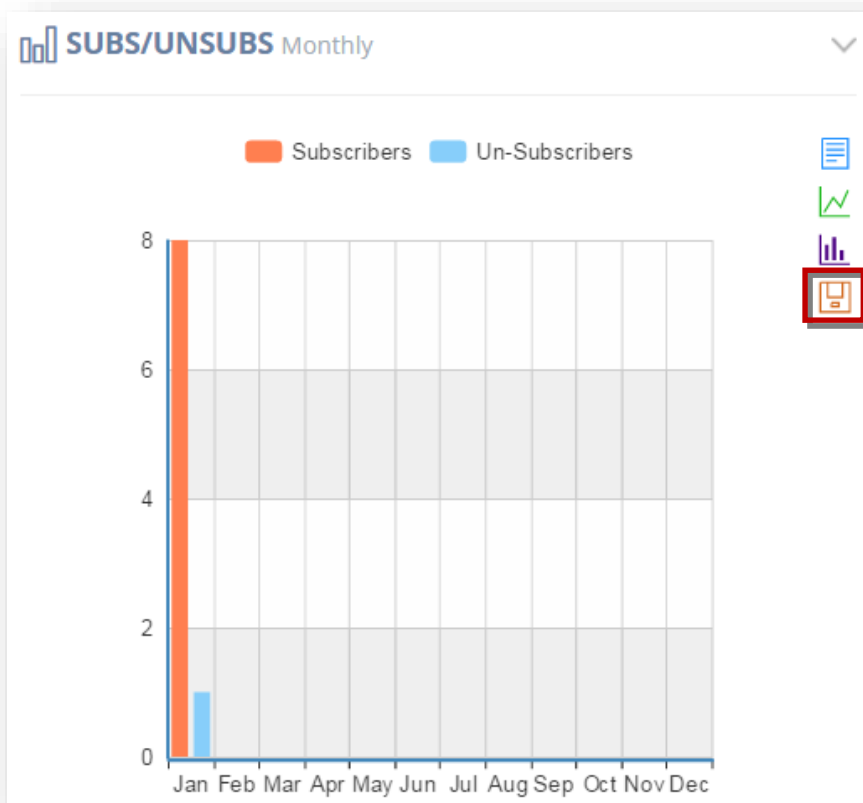 SUBS/UNSUBS Monthly
Subscribers Un-Subscribers
8
6
4
2
0
Jan Feb Mar Apr May Jun Jul Aug Sep Oct Nov Dec